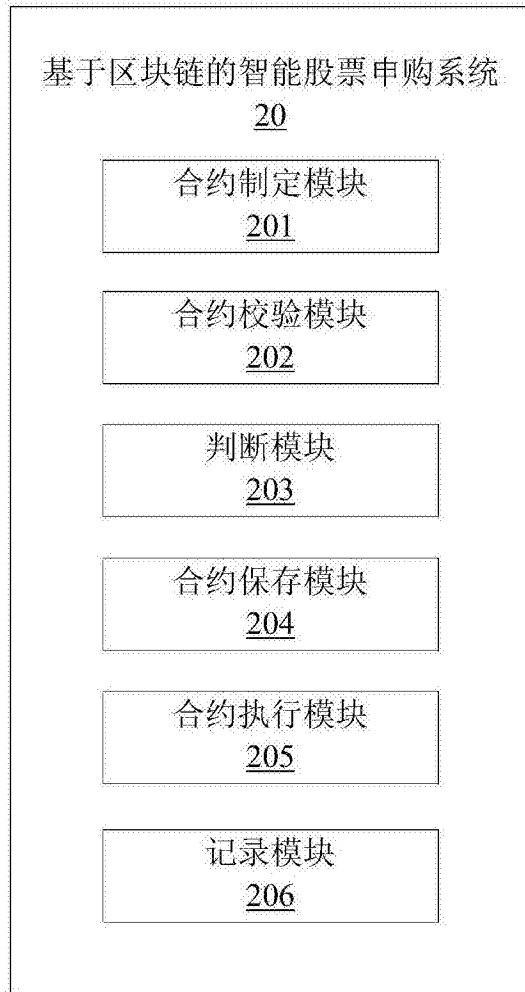 基于区块链的智能股票申购系统
20
合约制定模块
201
合约校验模块
202
判断模块
203
合约保存模块
204
合约执行模块
205
记录模块
206